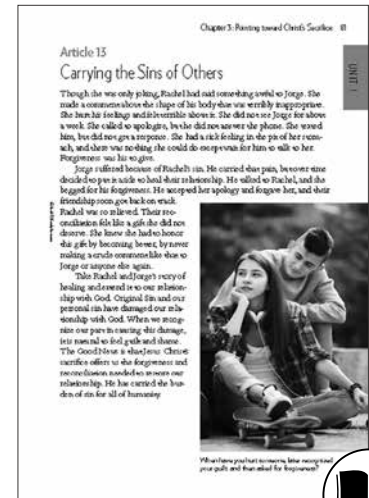 Chapter 3: Pointing toward Christ's Sacrifice
UNIT 1
Article 13
Carrying the Sins of Others
Though she was only joking, Rachel had said something awful to Jorge. She
made a comment about the shape of his body that was terribly inappropriate.
She hurt his feelings and felt terrible about it. She did not see Jorge for about
a week. She called to apologize, but he did not answer the phone. She texted
him, but did not get a response. She had a sick feeling in the pit of her stom-
ach, and there was nothing she could do except wait for him to talk to her.
Forgiveness was his to give.
Jorge suffered because of Rachel's sin. He carried that pain, but over time
decided to put it aside to heal their relationship. He talked to Rachel, and she
begged for his forgiveness. He accepted her apology and forgave her, and their
friendship soon got back on track.
Rachel was so relieved. Their rec-
onciliation felt like a gift she did not
deserve. She knew she had to honor
this gift by becoming better, by never
making a crude comment like that to
Jorge or anyone else again.
Take Rachel and Jorge's story of
healing and extend it to our relation-
ship with God. Original Sin and our
personal sin have damaged our rela-
tionship with God. When we recog-
nize our part in causing this damage,
it is natural to feel guilt and shame.
The Good News is that Jesus Christ's
sacrifice offers us the forgiveness and
reconciliation needed to restore our
relationship. He has carried the bur-
den of sin for all of humanity.
When have you hurt someone, later recognized
your guilt, and then asked for forgiveness?